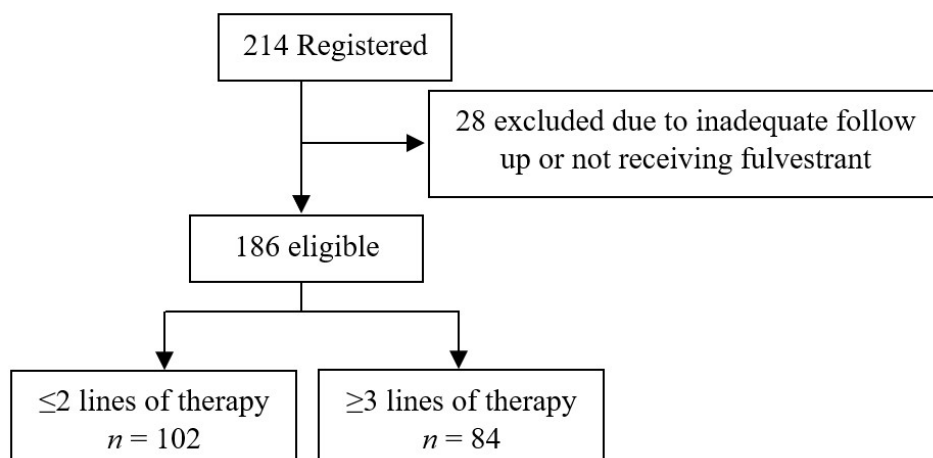 214 Registered
28 excluded due to inadequate follow
up or not receiving fulvestrant
186 eligible
≤2 lines of therapy
n = 102
≥3 lines of therapy
n = 84